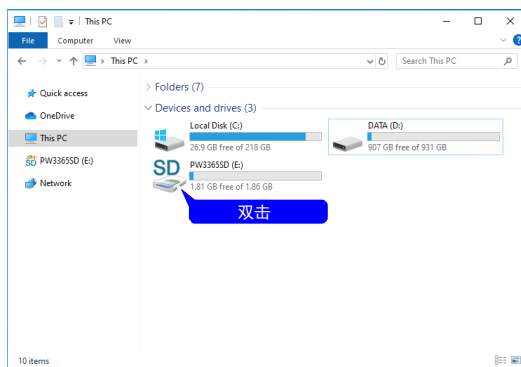 This PC
File Computer View
This PC
Search This PC
Quick access
OneDrive
This PC
PW3365SD (E:)
Network
Folders (7)
Devices and drives (3)
Local Disk (C:)
26.9 GB free of 218 GB
DATA (D:)
907 GB free of 931 GB
SD
PW3365SD (E:)
1.81 GB free of 1.86 GB
双击
10 items